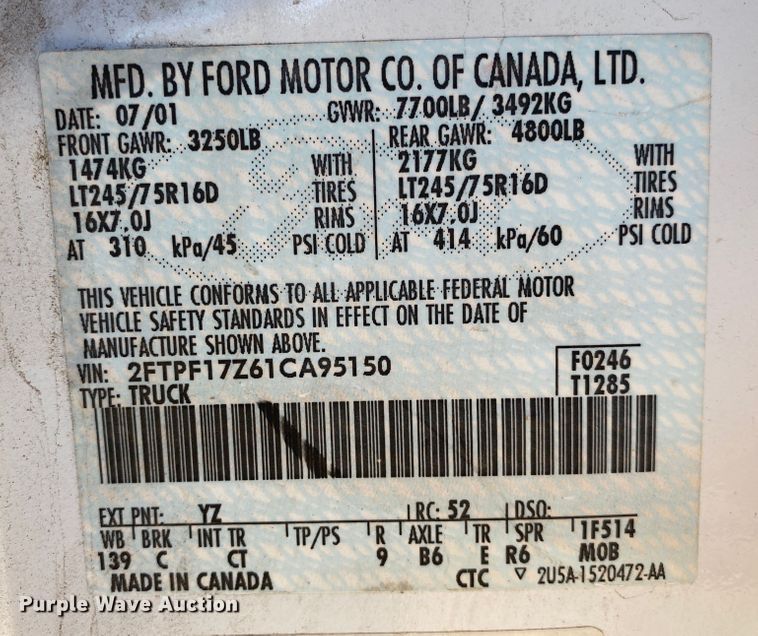 MFD. BY FORD MOTOR CO. OF CANADA, LTD.
DATE: 07/01 GVWR: 7700LB/ 3492KG
FRONT GAWR: 3250LB REAR GAWR: 4800LB
1474KG WITH 2177KG WITH
LT245/75R16D TIRES LT245/75R16D TIRES
16X7.0J RIMS 16X7.0J RIMS
AT 310 kPa/45 PSI COLD AT 414 kPa/60 PSI COLD
THIS VEHICLE CONFORMS TO ALL APPLICABLE FEDERAL MOTOR
VEHICLE SAFETY STANDARDS IN EFFECT ON THE DATE OF
MANUFACTURE SHOWN ABOVE.
VIN: 2FTPF17Z61CA95150 F0246
TYPE: TRUCK T1285
EXT PNT: YZ RC: 52 DSO:
WB BRK INT TR TP/PS R AXLE TR SPR 1F514
139 C CT 9 B6 E R6 MOB
MADE IN CANADA CTC ▽ 2U5A-1520472-AA
Purple Wave Auction